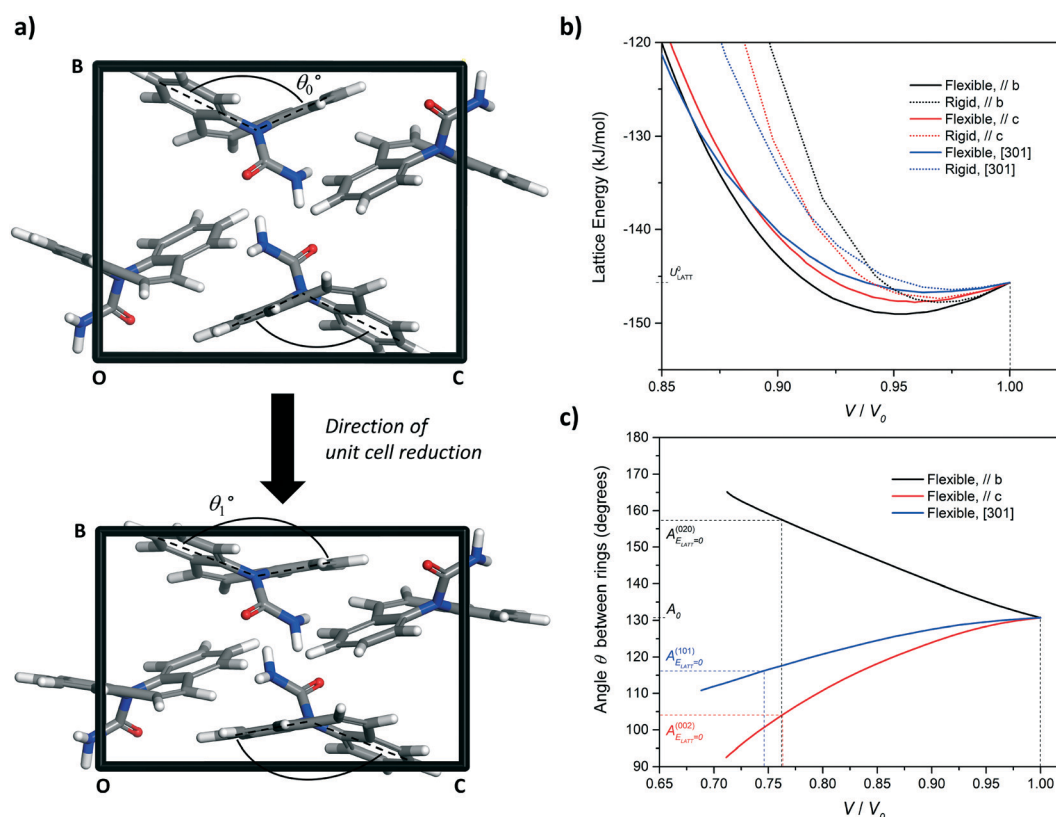 a)
B
θ₀°
O
C
Direction of
unit cell reduction
B
θ₁°
O
C
b)
Lattice Energy (kJ/mol)
-120
-130
-140
-150
U⁰LATT
Flexible, // b
Rigid, // b
Flexible, // c
Rigid, // c
Flexible, [301]
Rigid, [301]
0.85
0.90
0.95
1.00
V / V₀
c)
Angle θ between rings (degrees)
180
170
160
150
140
130
120
110
100
90
Flexible, // b
Flexible, // c
Flexible, [301]
A(020)E_LATT=0
A₀
A(101)E_LATT=0
A(002)E_LATT=0
0.65
0.70
0.75
0.80
0.85
0.90
0.95
1.00
V / V₀